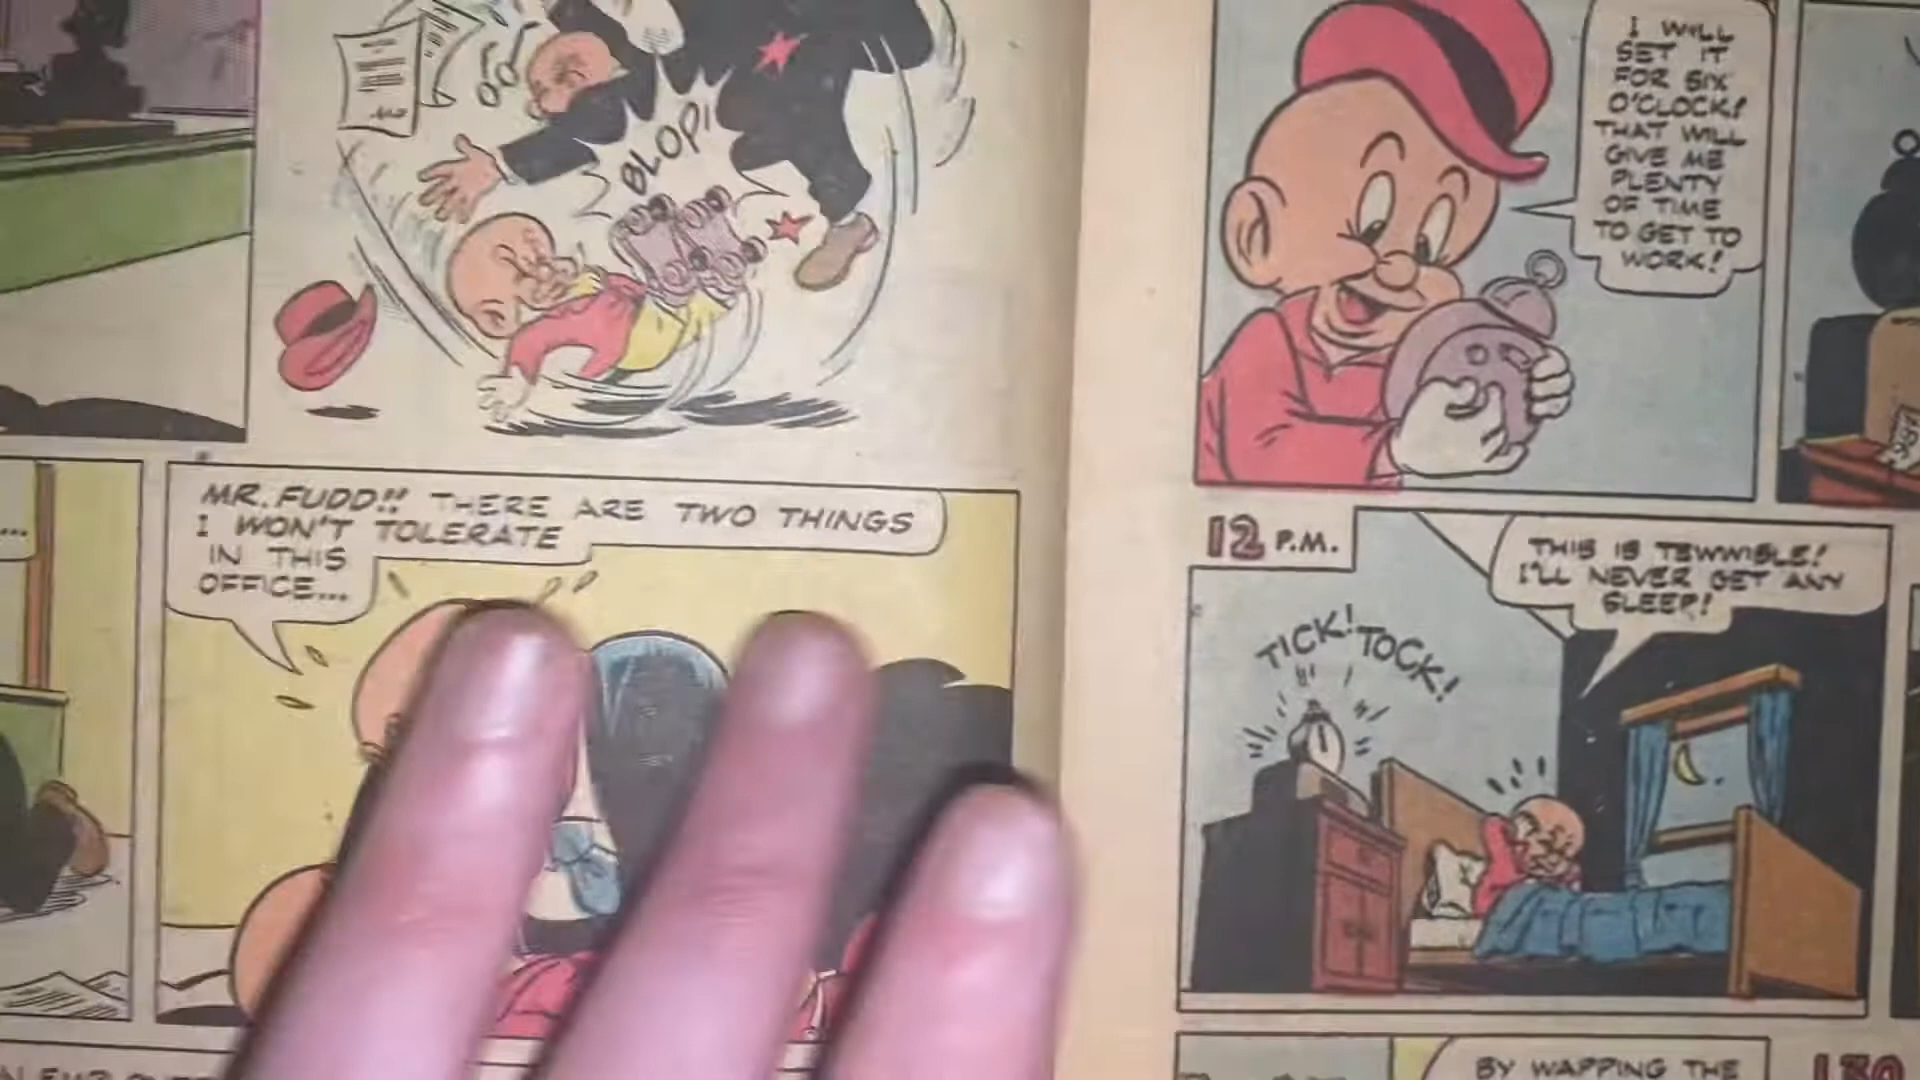 BLOP!
MR. FUDD!! THERE ARE TWO THINGS
I WON'T TOLERATE
IN THIS
OFFICE...
I WILL
SET IT
FOR SIX
O'CLOCK!
THAT WILL
GIVE ME
PLENTY
OF TIME
TO GET TO
WORK!
12 P.M.
THIS IS TEWWIBLE!
I'LL NEVER GET ANY
SLEEP!
TICK! TOCK!
BY WAPPING THE